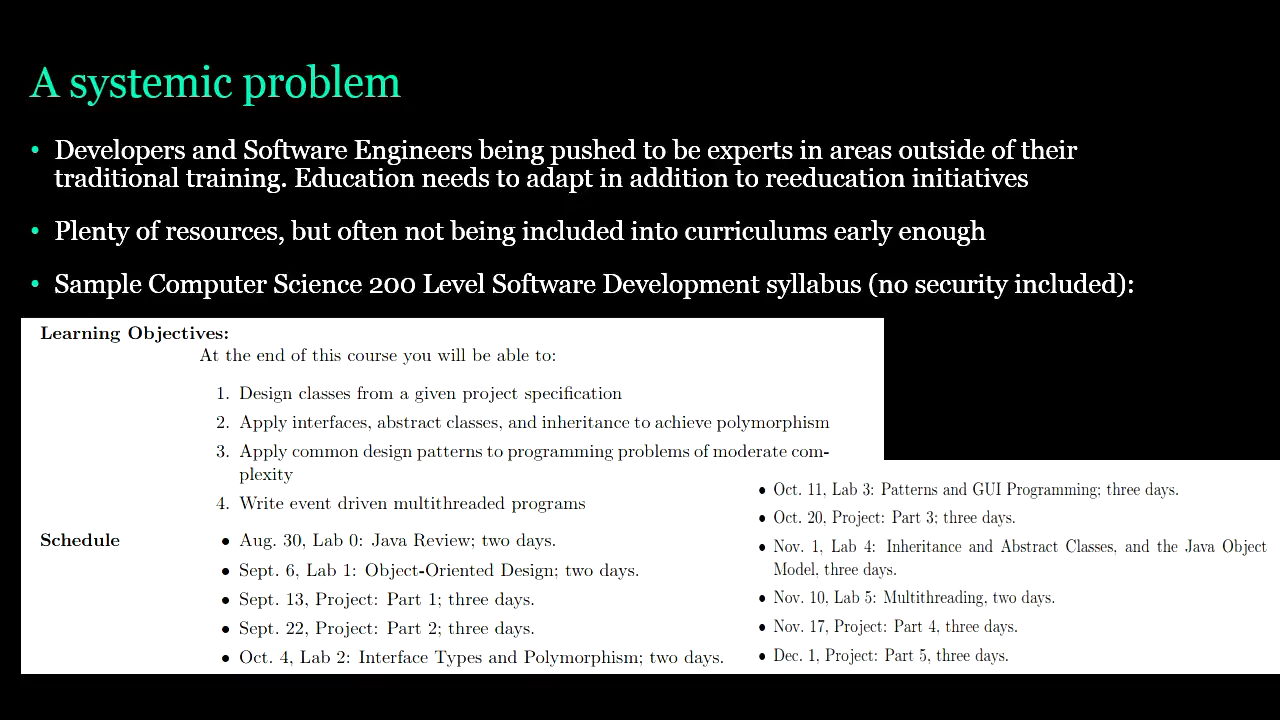 A systemic problem
• Developers and Software Engineers being pushed to be experts in areas outside of their
traditional training. Education needs to adapt in addition to reeducation initiatives
• Plenty of resources, but often not being included into curriculums early enough
• Sample Computer Science 200 Level Software Development syllabus (no security included):
Learning Objectives:
At the end of this course you will be able to:
1. Design classes from a given project specification
2. Apply interfaces, abstract classes, and inheritance to achieve polymorphism
3. Apply common design patterns to programming problems of moderate com-
plexity
4. Write event driven multithreaded programs
Schedule
• Aug. 30, Lab 0: Java Review; two days.
• Sept. 6, Lab 1: Object-Oriented Design; two days.
• Sept. 13, Project: Part 1; three days.
• Sept. 22, Project: Part 2; three days.
• Oct. 4, Lab 2: Interface Types and Polymorphism; two days.
• Oct. 11, Lab 3: Patterns and GUI Programming; three days.
• Oct. 20, Project: Part 3; three days.
• Nov. 1, Lab 4: Inheritance and Abstract Classes, and the Java Object
Model, three days.
• Nov. 10, Lab 5: Multithreading, two days.
• Nov. 17, Project: Part 4, three days.
• Dec. 1, Project: Part 5, three days.